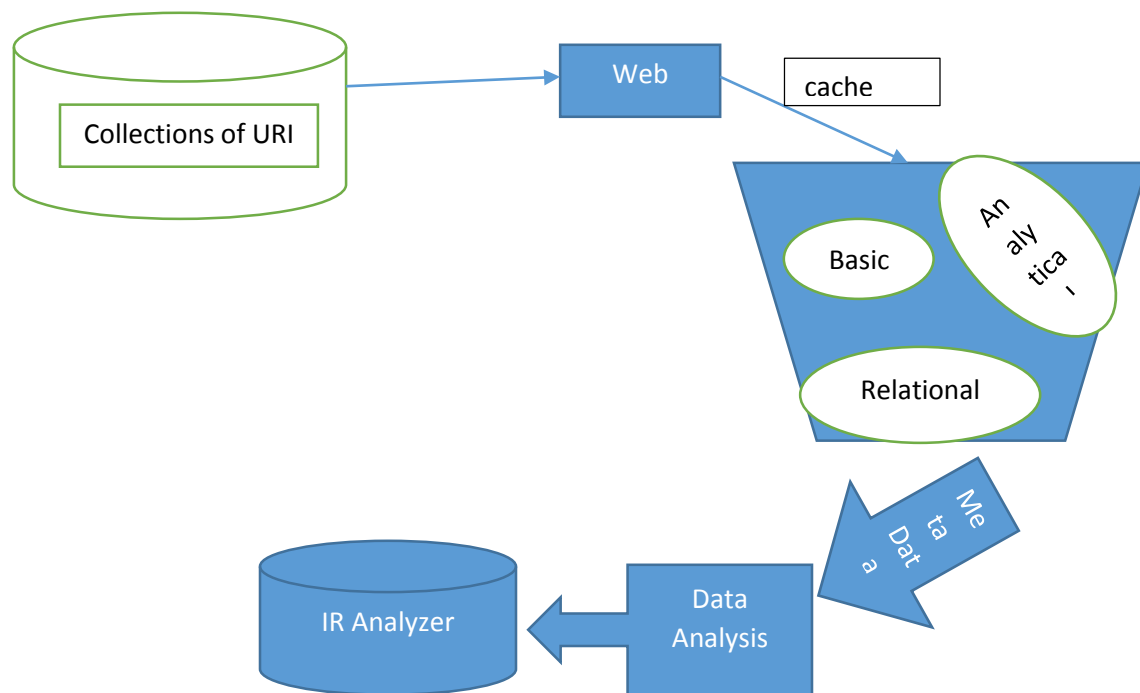 Collections of URI
Web
cache
An
aly
tica
Basic
Relational
Me
ta
Dat
a
Data
Analysis
IR Analyzer